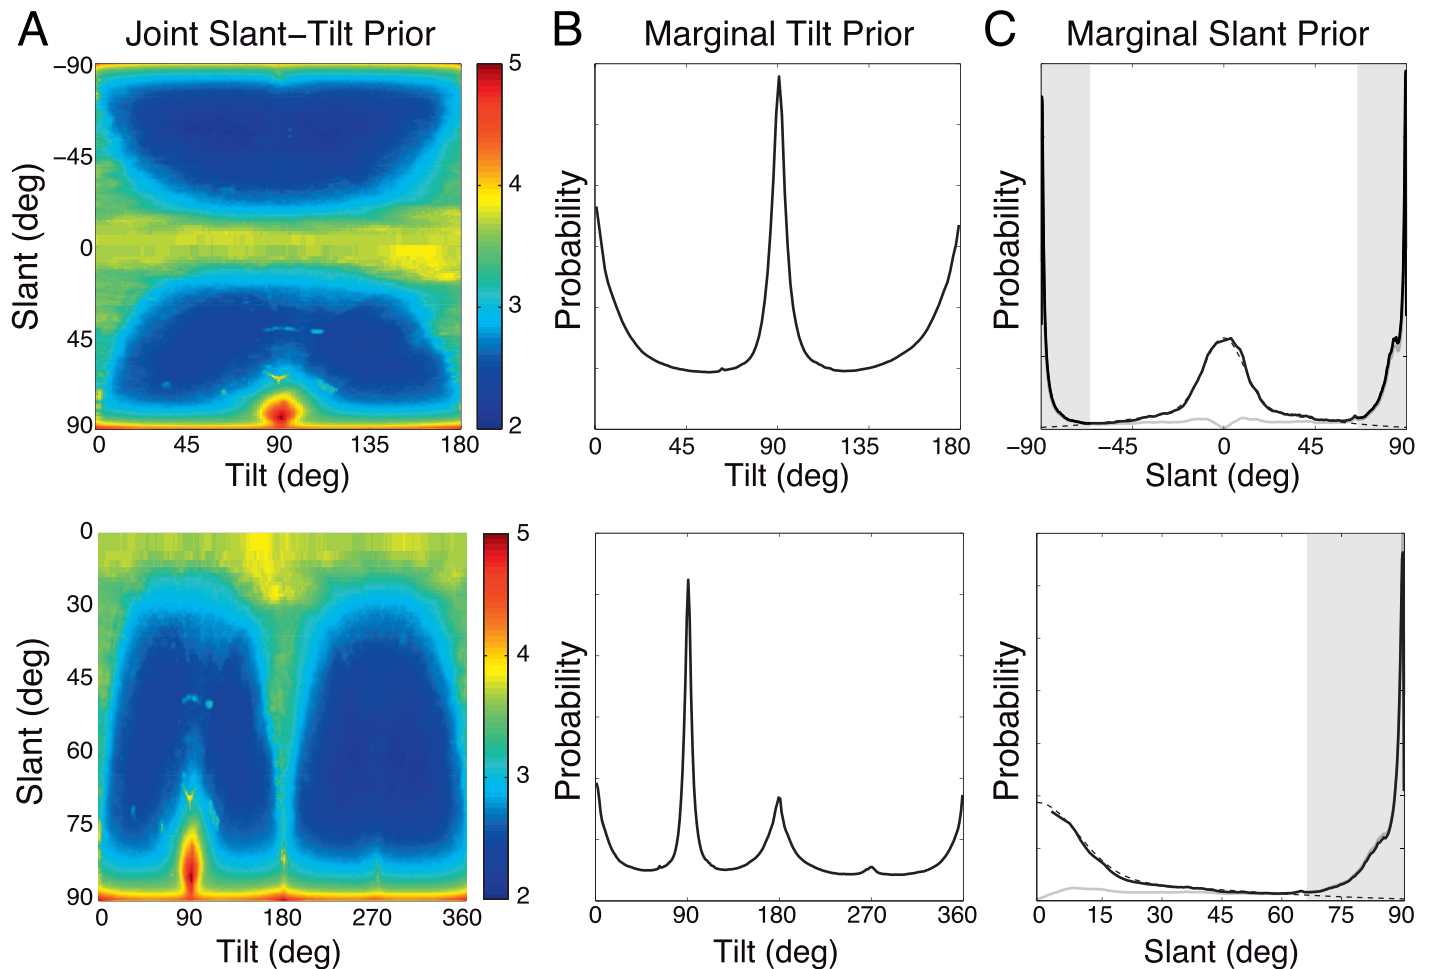 A
Joint Slant–Tilt Prior
B
Marginal Tilt Prior
C
Marginal Slant Prior
Slant (deg)
−90
−45
0
45
90
0
45
90
135
180
Tilt (deg)
5
4
3
2
Probability
0
45
90
135
180
Tilt (deg)
Probability
−90
−45
0
45
90
Slant (deg)
Slant (deg)
0
30
45
60
75
90
0
90
180
270
360
Tilt (deg)
5
4
3
2
Probability
0
90
180
270
360
Tilt (deg)
Probability
0
15
30
45
60
75
90
Slant (deg)